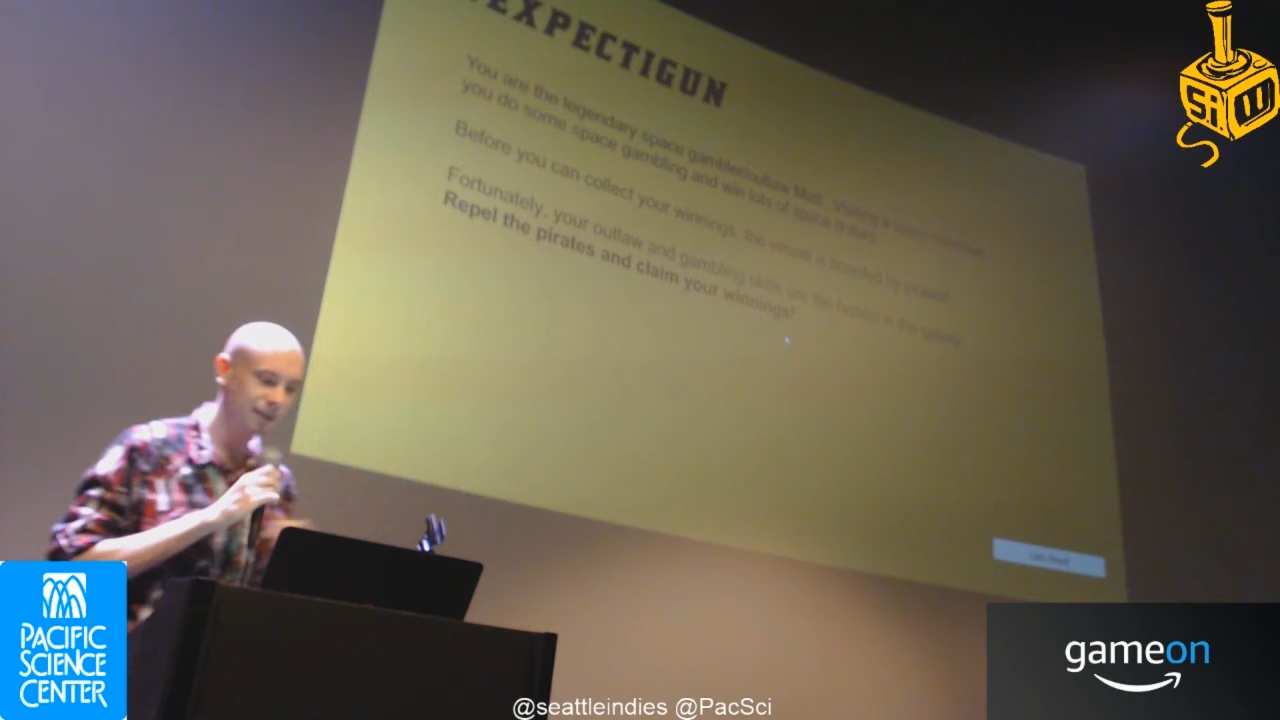 EXPECTIGUN
You are the legendary space gambler/outlaw Matt. Visiting a space
you do some space gambling and win lots of space dollars.
Before you can collect your winnings, the vessel is boarded by pirates!
Fortunately, your outlaw and gambling skills are the fastest in the galaxy.
Repel the pirates and claim your winnings!
SiW
PACIFIC
SCIENCE
CENTER
gameon
@seattleindies @PacSci